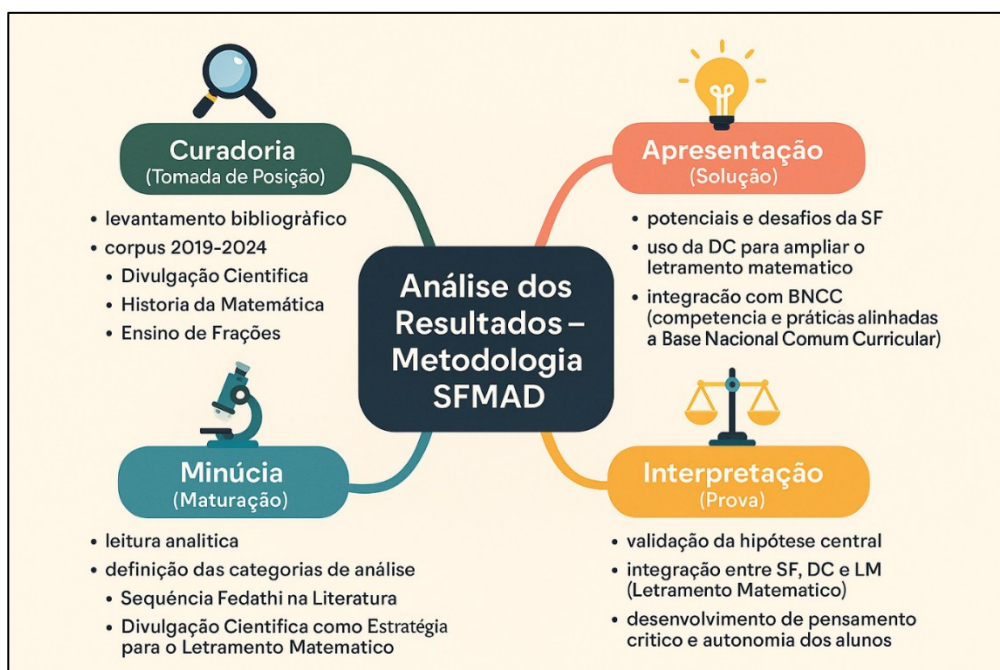 Curadoria
(Tomada de Posição)
• levantamento bibliogràfico
• corpus 2019-2024
• Divulgação Cientifica
• Historia da Matemática
• Ensino de Frações
Apresentação
(Solução)
• potenciais e desafios da SF
• uso da DC para ampliar o
letramento matematico
• integracão com BNCC
(competencia e práticas alinhadas
a Base Nacional Comum Curricular)
Análise dos
Resultados –
Metodologia
SFMAD
Minúcia
(Maturação)
• leitura analitica
• definição das categorias de análise
• Sequéncia Fedathi na Literatura
• Divulgação Cientifica como Estratégia
para o Letramento Matematico
Interpretação
(Prova)
• validação da hipótese central
• integração entre SF, DC e LM
(Letramento Matematico)
• desenvolvimento de pensamento
critico e autonomia dos alunos